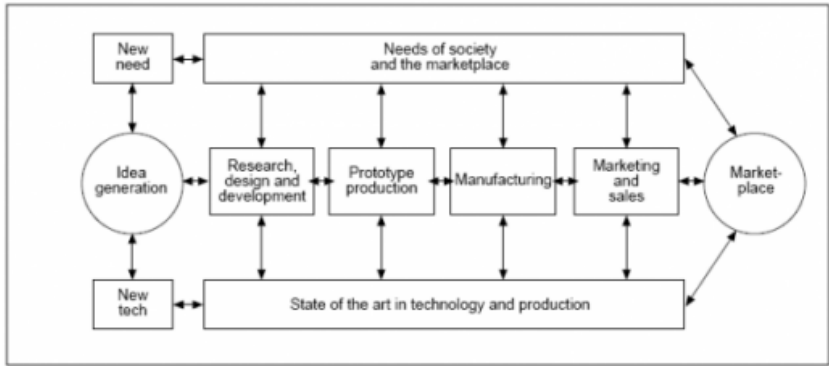 New
need
Needs of society
and the marketplace
Idea
generation
Research,
design and
development
Prototype
production
Manufacturing
Marketing
and
sales
Market-
place
New
tech
State of the art in technology and production